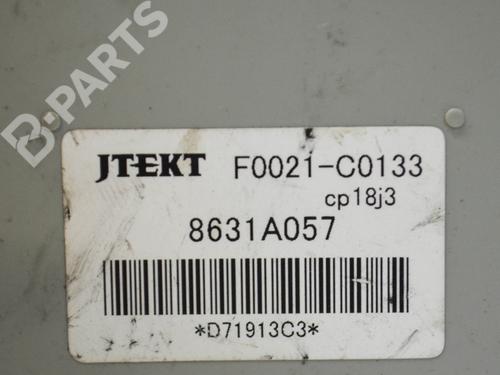 B-PARTS
JTEKT F0021-C0133
cp18j3
8631A057
*D71913C3*